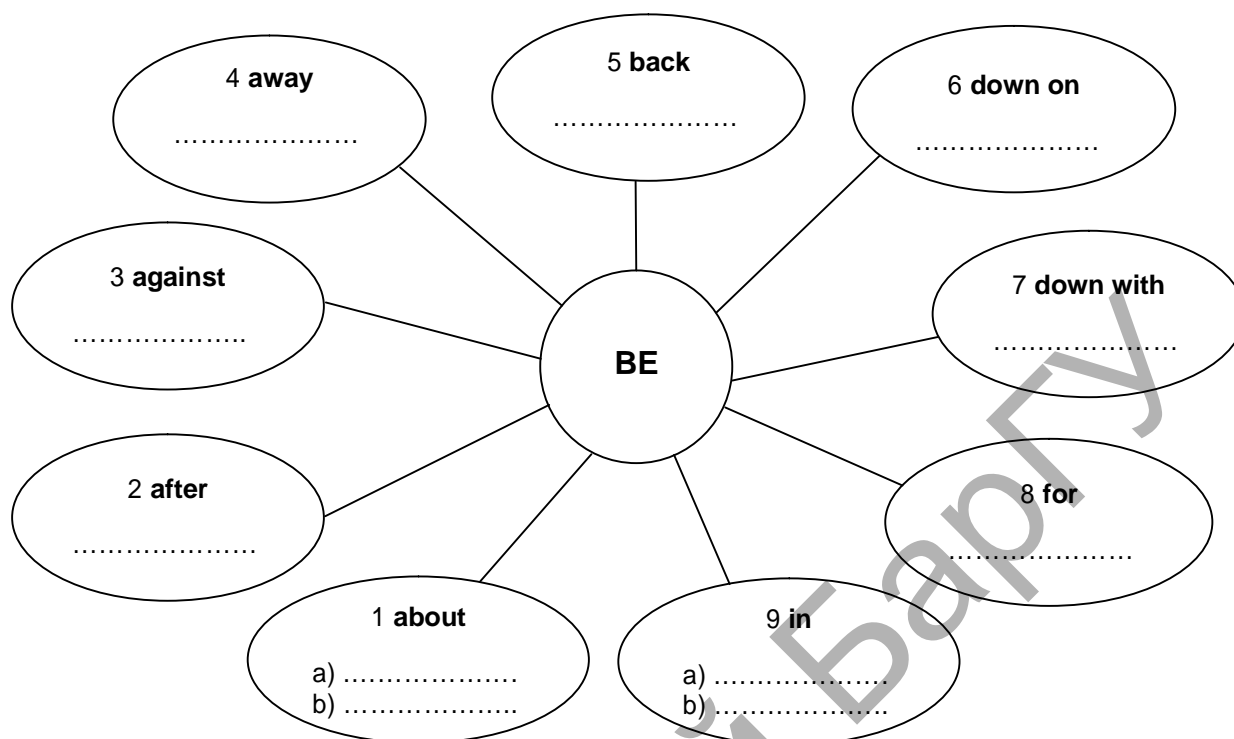 4 away
…………………
5 back
…………………
6 down on
…………………
3 against
………………..
BE
7 down with
…………………
2 after
…………………
8 for
…………………
1 about
a) ….…………….…
b) ………………..
9 in
a) ….…………….
b) ………………..
й БарГУ